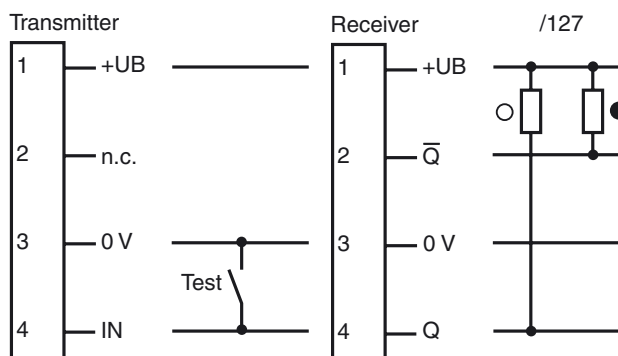 Transmitter
1 +UB
2 n.c.
3 0 V
4 IN
Test
Receiver
1 +UB
2 Q̅
3 0 V
4 Q
/127